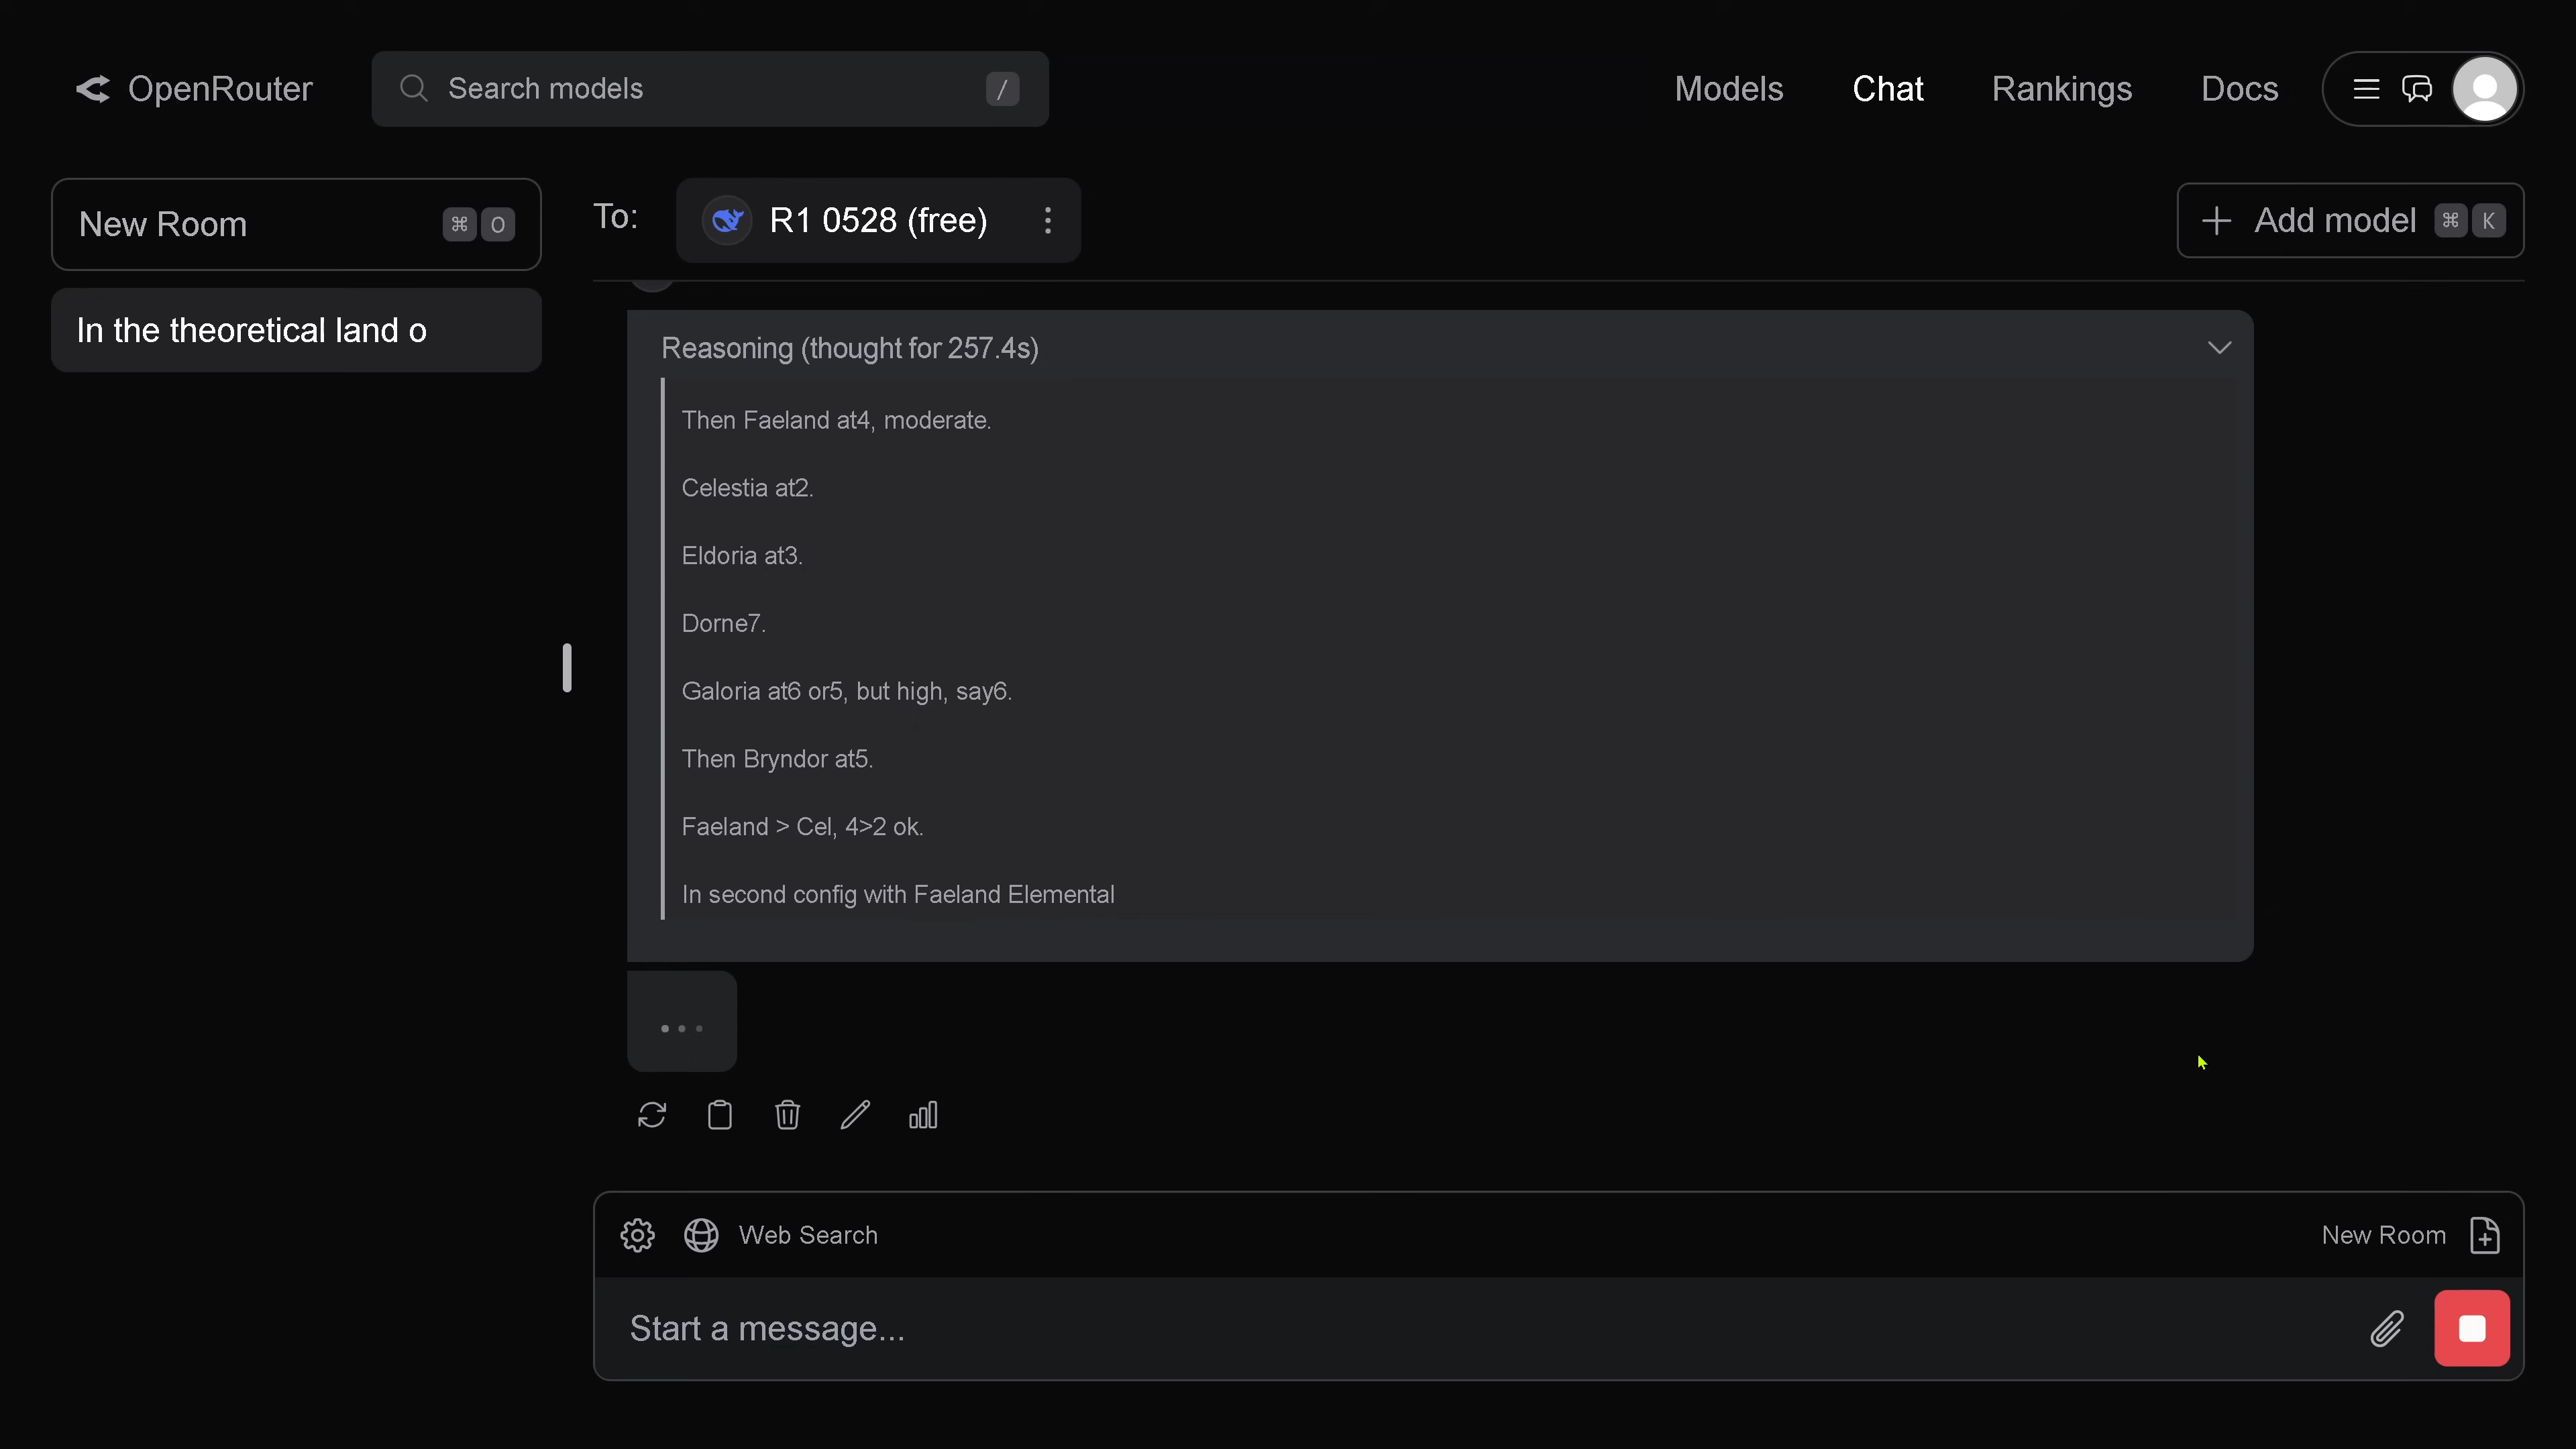 OpenRouter
Search models
/
Models
Chat
Rankings
Docs
New Room
⌘ O
In the theoretical land o
To:
R1 0528 (free)
Add model
⌘ K
Reasoning (thought for 257.4s)
Then Faeland at4, moderate.
Celestia at2.
Eldoria at3.
Dorne7.
Galoria at6 or5, but high, say6.
Then Bryndor at5.
Faeland > Cel, 4>2 ok.
In second config with Faeland Elemental
Web Search
New Room
Start a message...